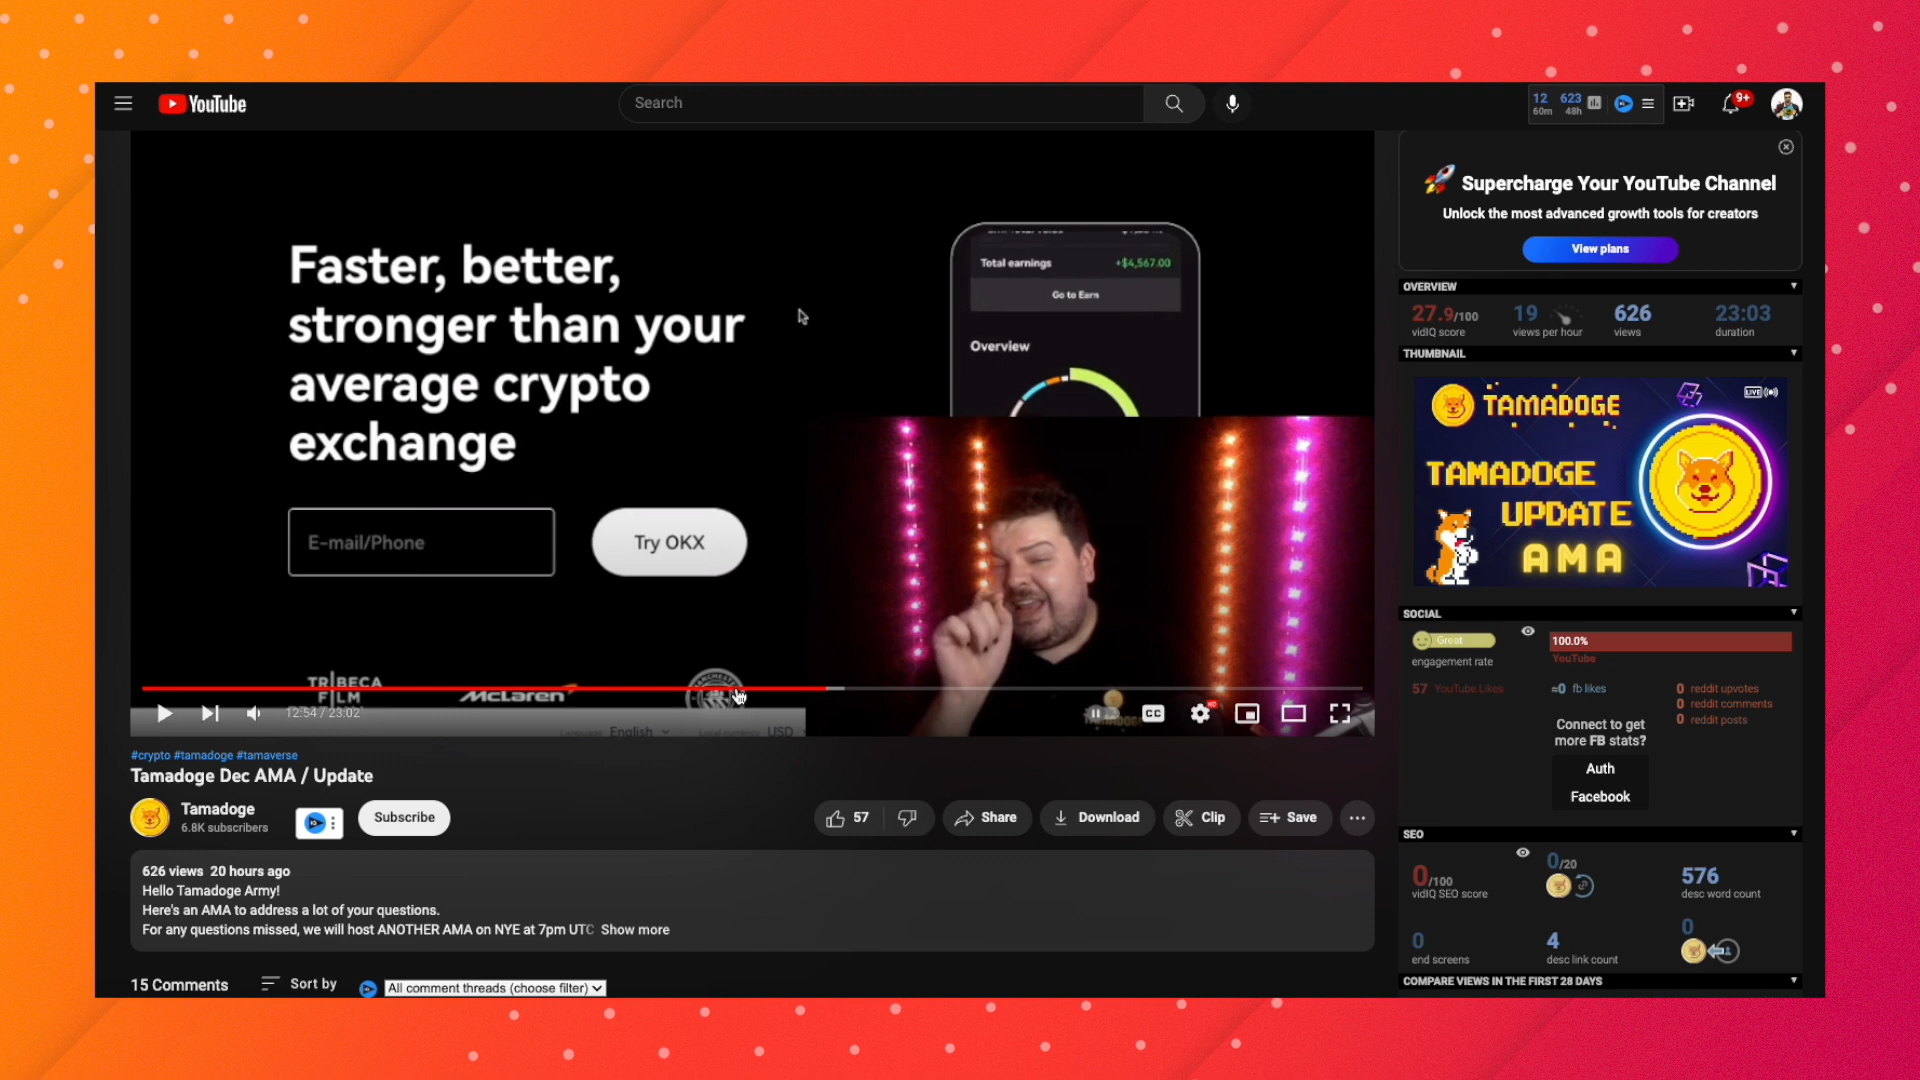 YouTube
Search
12
60m
623
48h
9+
Supercharge Your YouTube Channel
Unlock the most advanced growth tools for creators
View plans
Faster, better,
stronger than your
average crypto
exchange
E-mail/Phone
Try OKX
Total earnings
+$4,567.00
Go to Earn
Overview
TRIBECA
FILM
McLaren
Language
English
Local currency
USD
12:54 / 23:02
CC
HD
OVERVIEW
27.9/100
vidIQ score
19
views per hour
626
views
23:03
duration
THUMBNAIL
TAMADOGE
LIVE
TAMADOGE
UPDATE
AMA
SOCIAL
Great
engagement rate
100.0%
YouTube
57 YouTube Likes
≈0 fb likes
0 reddit upvotes
0 reddit comments
0 reddit posts
Connect to get
more FB stats?
Auth
Facebook
#crypto #tamadoge #tamaverse
Tamadoge Dec AMA / Update
Tamadoge
6.8K subscribers
Subscribe
57
Share
Download
Clip
Save
626 views 20 hours ago
Hello Tamadoge Army!
Here's an AMA to address a lot of your questions.
For any questions missed, we will host ANOTHER AMA on NYE at 7pm UTC Show more
15 Comments
Sort by
All comment threads (choose filter)
SEO
0/100
vidIQ SEO score
0/20
576
desc word count
0
end screens
4
desc link count
0
COMPARE VIEWS IN THE FIRST 28 DAYS